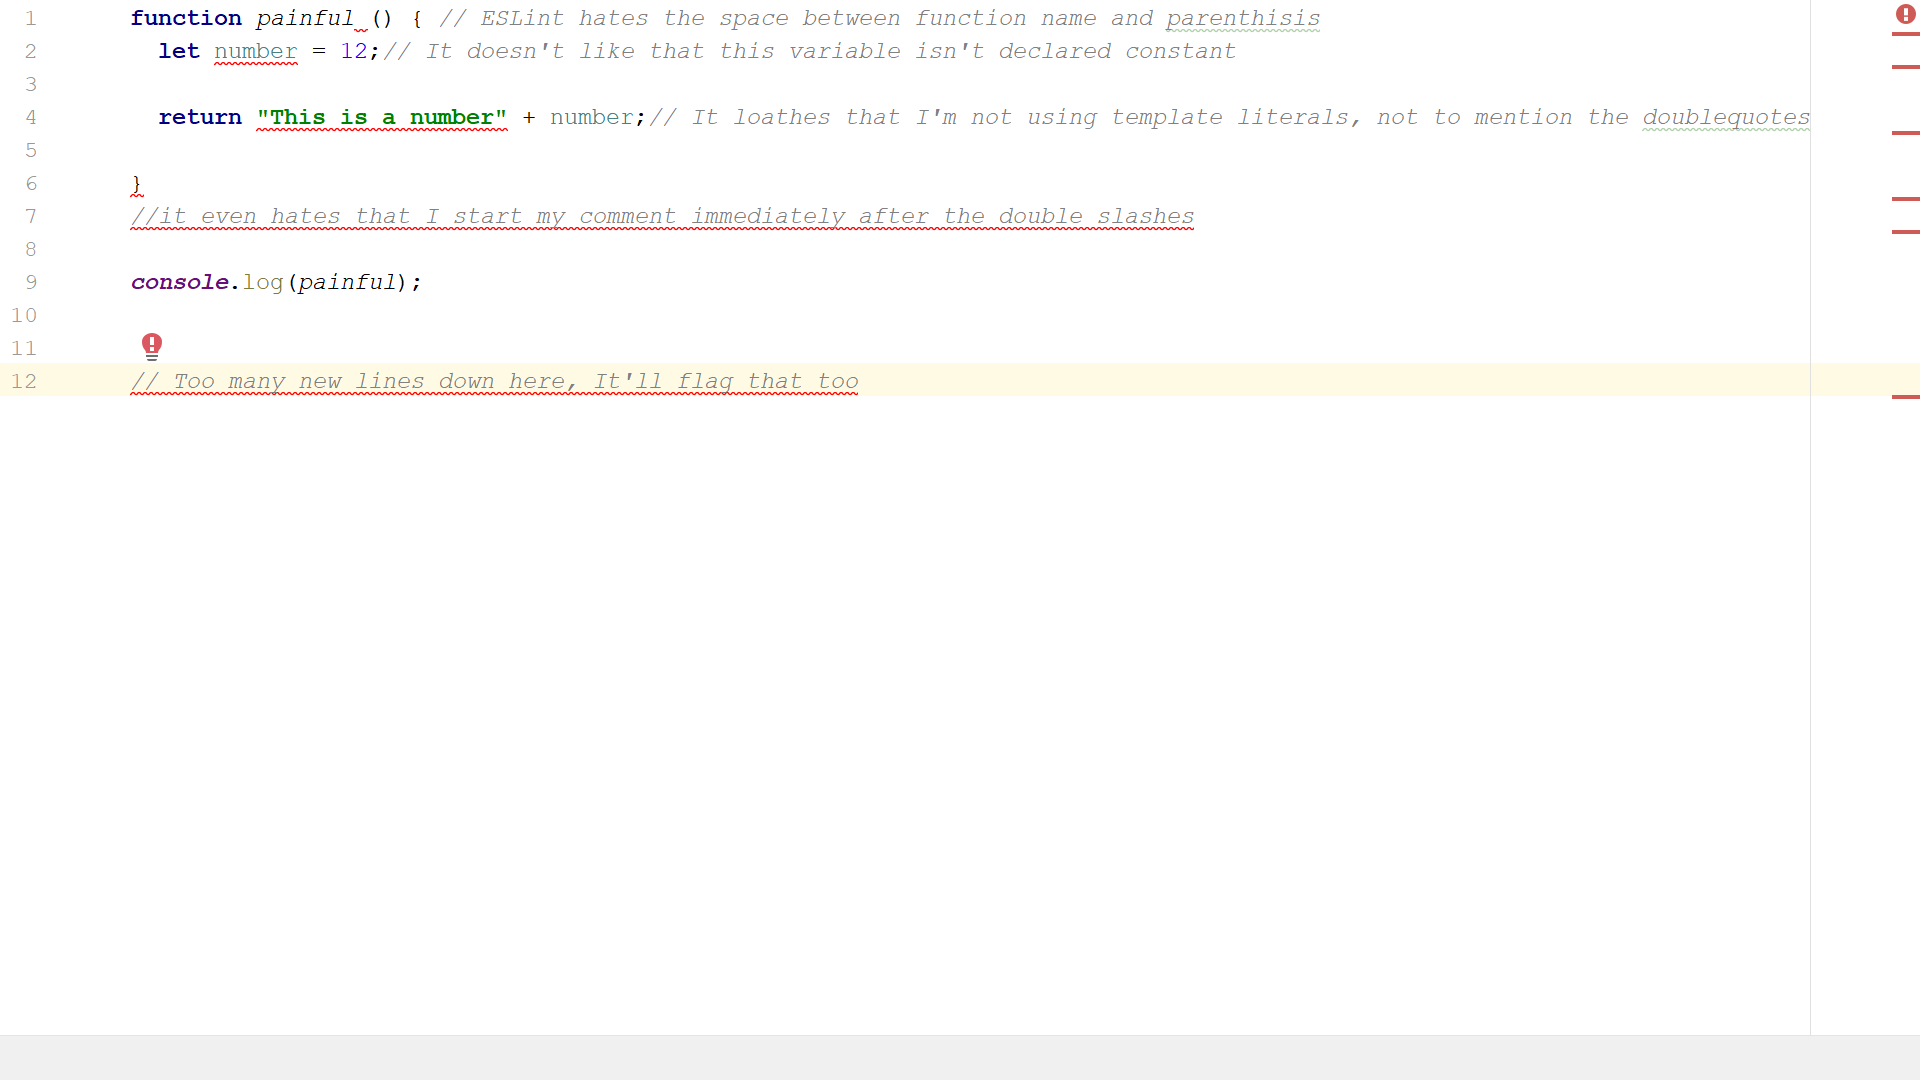 1 function painful () { // ESLint hates the space between function name and parenthisis
2 let number = 12;// It doesn't like that this variable isn't declared constant
3
4 return "This is a number" + number;// It loathes that I'm not using template literals, not to mention the doublequotes
5
6 }
7 //it even hates that I start my comment immediately after the double slashes
8
9 console.log(painful);
10
11
12 // Too many new lines down here, It'll flag that too